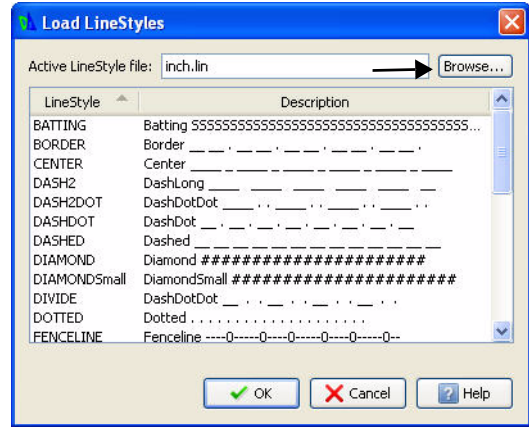 Load LineStyles
Active LineStyle file: inch.lin Browse...
LineStyle Description
BATTING Batting SSSSSSSSSSSSSSSSSSSSSSSSSSSSSSSSSSSSS...
BORDER Border __ __ . __ __ . __ __ . __ __ . __ __ .
CENTER Center ____ _ ____ _ ____ _ ____ _ ____ _ ____
DASH2 DashLong ____ ____ ____ ____ ____ __
DASH2DOT DashDotDot ____ . . ____ . . ____ . . ____ . .
DASHDOT DashDot __ . __ . __ . __ . __ . __ . __
DASHED Dashed __ __ __ __ __ __ __ __ __ __ __
DIAMOND Diamond ######################
DIAMONDSmall DiamondSmall ######################
DIVIDE DashDotDot __ . . __ . . __ . . __ . . __ . .
DOTTED Dotted . . . . . . . . . . . . . . . . . . . .
FENCELINE Fenceline ----0-----0----0-----0----0-----0--
OK Cancel Help